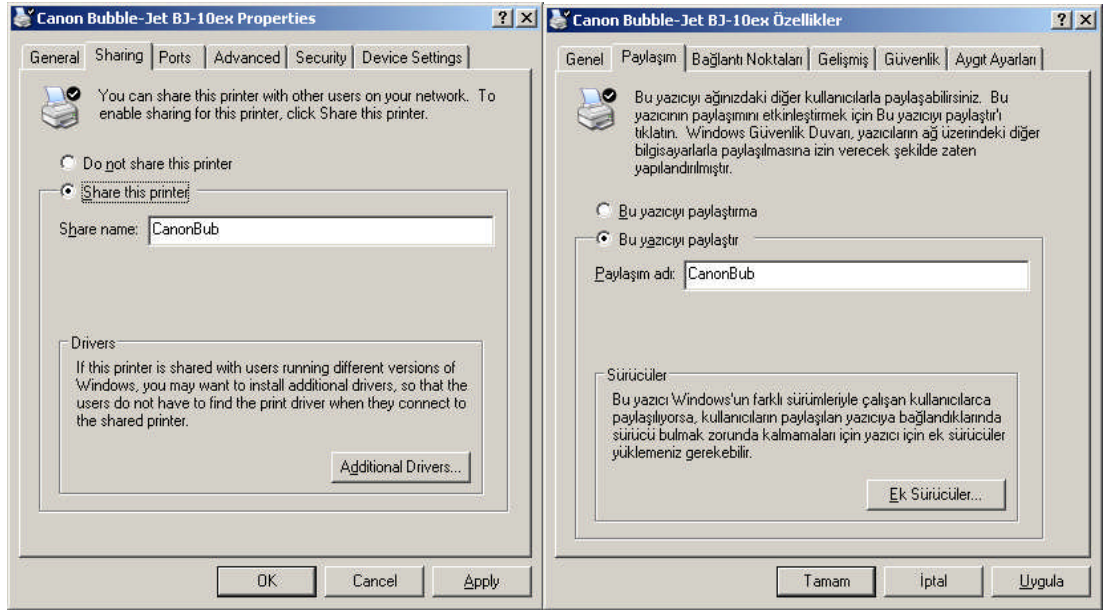 Canon Bubble-Jet BJ-10ex Properties
General Sharing Ports Advanced Security Device Settings
You can share this printer with other users on your network. To
enable sharing for this printer, click Share this printer.
Do not share this printer
Share this printer
Share name: CanonBub
Drivers
If this printer is shared with users running different versions of
Windows, you may want to install additional drivers, so that the
users do not have to find the print driver when they connect to
the shared printer.
Additional Drivers...
OK Cancel Apply
Canon Bubble-Jet BJ-10ex Özellikler
Genel Paylaşım Bağlantı Noktaları Gelişmiş Güvenlik Aygıt Ayarları
Bu yazıcıyı ağınızdaki diğer kullanıcılarla paylaşabilirsiniz. Bu
yazıcının paylaşımını etkinleştirmek için Bu yazıcıyı paylaştır'ı
tıklatın. Windows Güvenlik Duvarı, yazıcıların ağ üzerindeki diğer
bilgisayarlarla paylaşılmasına izin verecek şekilde zaten
yapılandırılmıştır.
Bu yazıcıyı paylaştırma
Bu yazıcıyı paylaştır
Paylaşım adı: CanonBub
Sürücüler
Bu yazıcı Windows'un farklı sürümleriyle çalışan kullanıcılarca
paylaşılıyorsa, kullanıcıların paylaşılan yazıcıya bağlandıklarında
sürücü bulmak zorunda kalmamaları için yazıcı için ek sürücüler
yüklemeniz gerekebilir.
Ek Sürücüler...
Tamam İptal Uygula